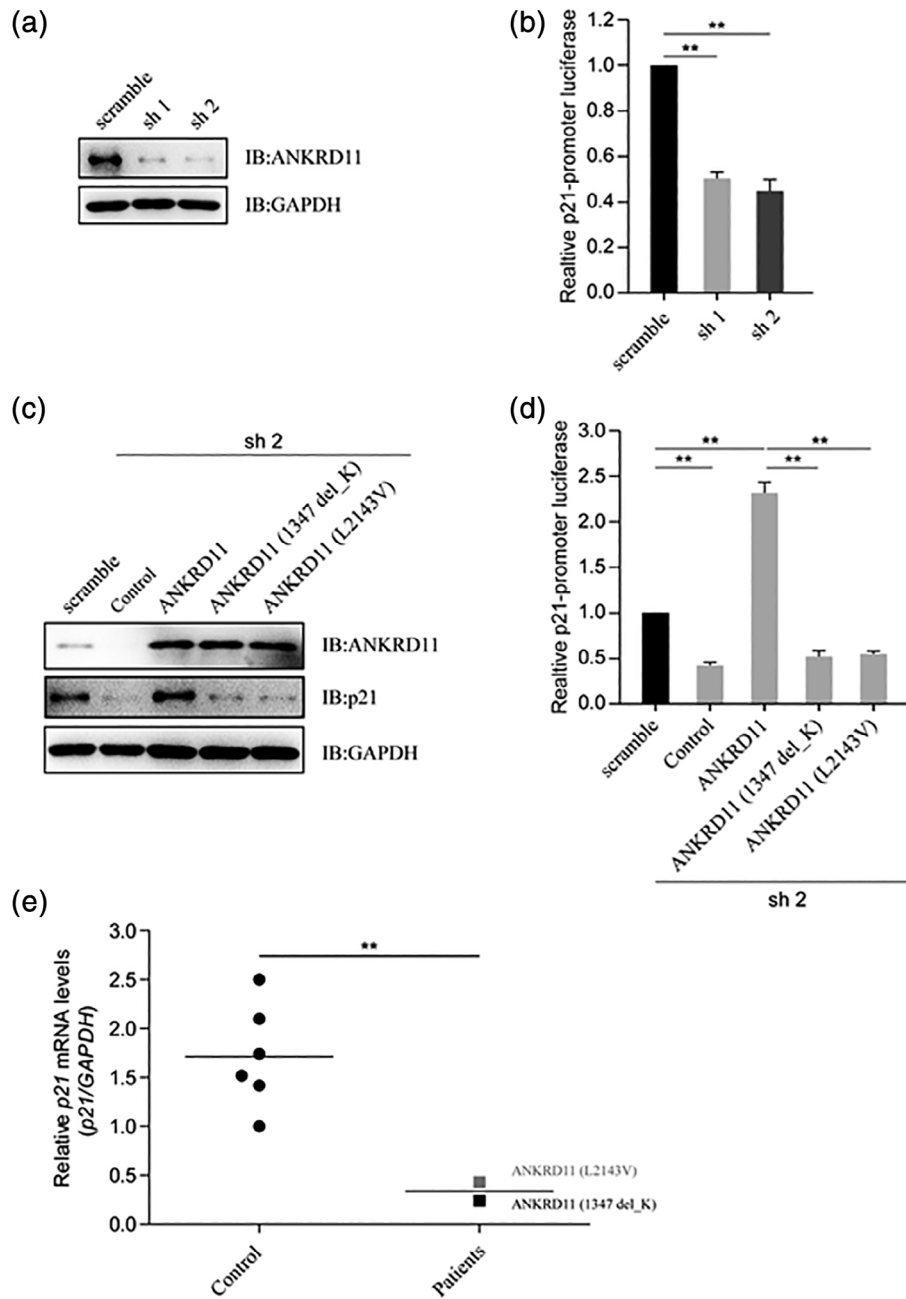 (a)
scramble
sh 1
sh 2
IB:ANKRD11
IB:GAPDH
(b)
Realtive p21-promoter luciferase
1.2
1.0
0.8
0.6
0.4
0.2
0.0
**
**
scramble
sh 1
sh 2
(c)
sh 2
scramble
Control
ANKRD11
ANKRD11 (1347 del_K)
ANKRD11 (L2143V)
IB:ANKRD11
IB:p21
IB:GAPDH
(d)
Realtive p21-promoter luciferase
3.0
2.5
2.0
1.5
1.0
0.5
0.0
**
**
**
**
scramble
Control
ANKRD11
ANKRD11 (1347 del_K)
ANKRD11 (L2143V)
sh 2
(e)
Relative p21 mRNA levels
(p21/GAPDH)
3.0
2.5
2.0
1.5
1.0
0.5
0.0
**
ANKRD11 (L2143V)
ANKRD11 (1347 del_K)
Control
Patients